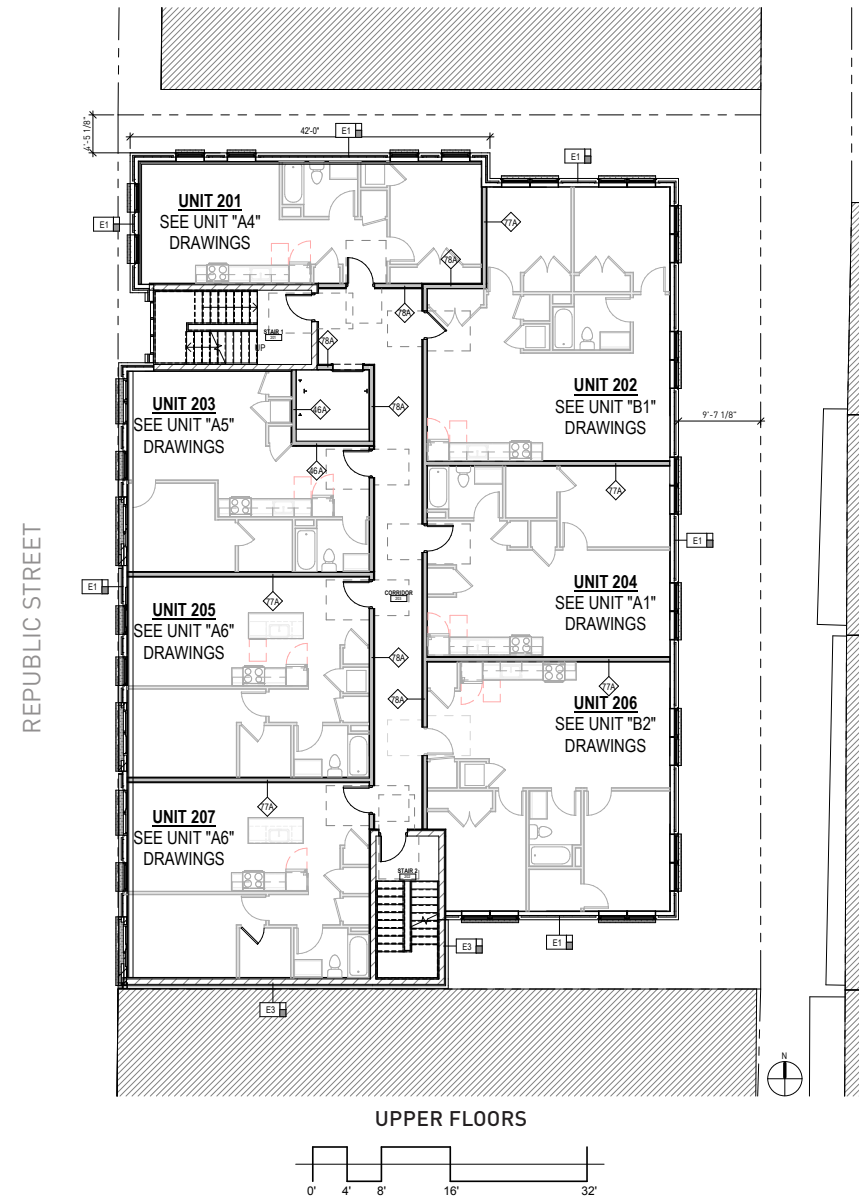 42'-0"
E1
4'-5 1/8"
E1
UNIT 201
SEE UNIT "A4"
DRAWINGS
E1
77A
78A
78A
STAIR 1
UP
78A
UNIT 202
SEE UNIT "B1"
DRAWINGS
9'-7 1/8"
UNIT 203
SEE UNIT "A5"
DRAWINGS
46A
78A
46A
77A
REPUBLIC STREET
E1
E1
UNIT 204
SEE UNIT "A1"
DRAWINGS
CORRIDOR
77A
UNIT 205
SEE UNIT "A6"
DRAWINGS
78A
78A
77A
UNIT 206
SEE UNIT "B2"
DRAWINGS
77A
UNIT 207
SEE UNIT "A6"
DRAWINGS
STAIR 2
E3
E1
E3
N
UPPER FLOORS
0' 4' 8' 16' 32'